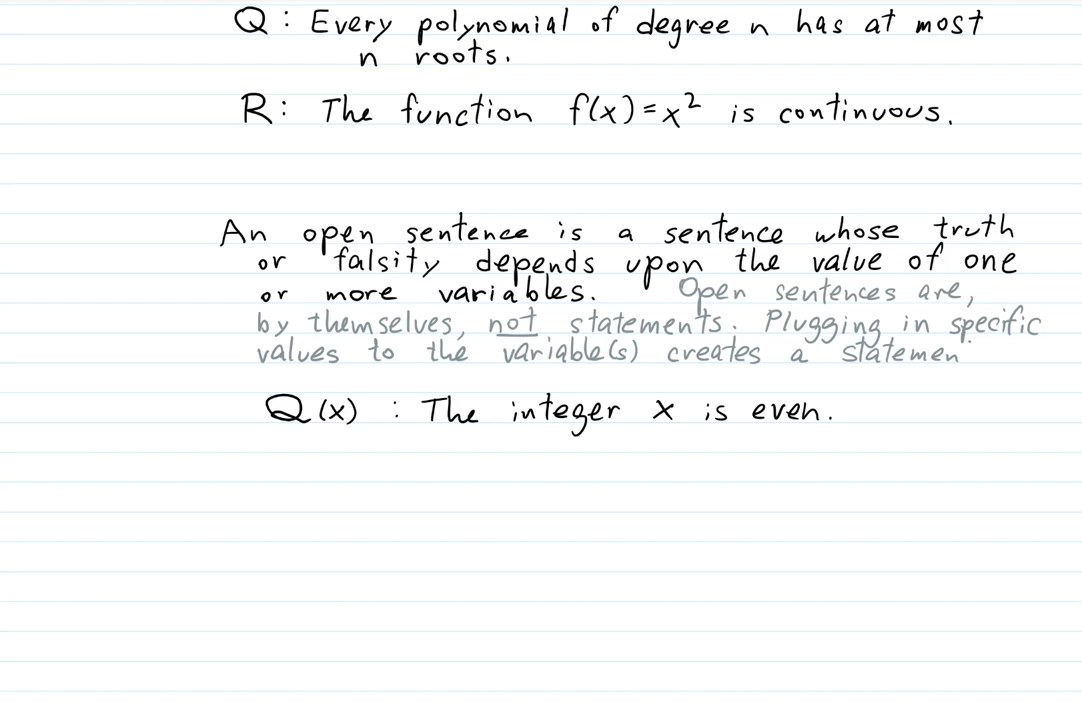 Q : Every polynomial of degree n has at most
n roots.
R: The function f(x)=x² is continuous.
An open sentence is a sentence whose truth
or falsity depends upon the value of one
or more variables. Open sentences are,
by themselves, not statements. Plugging in specific
values to the variable(s) creates a statemen
Q(x) : The integer x is even.